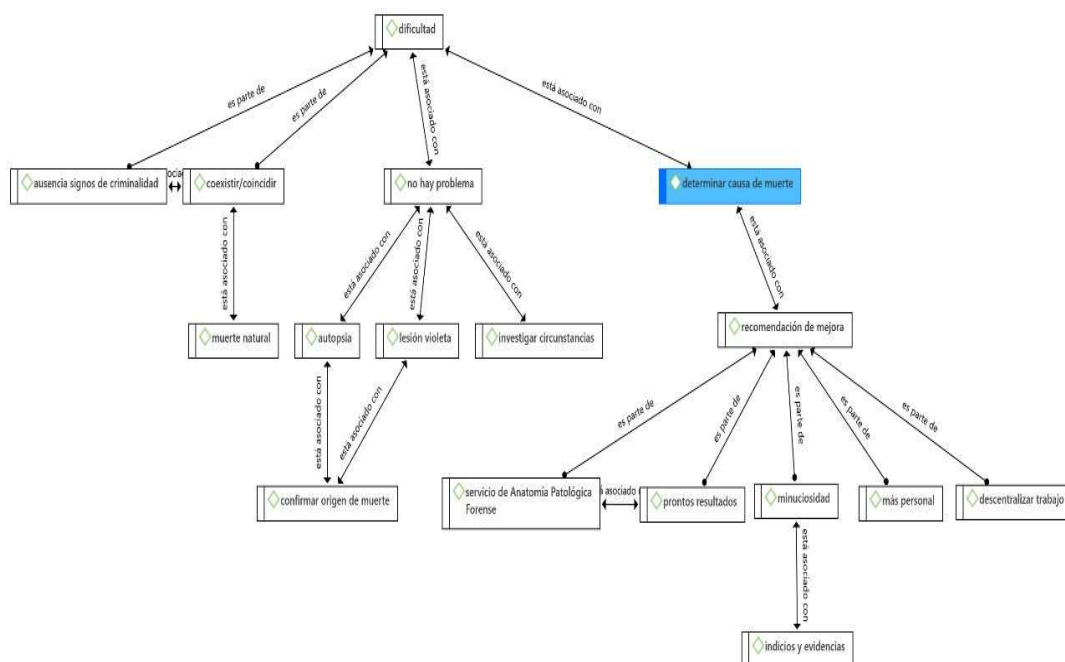 dificultad
es parte de
es parte de
está asociado con
está asociado con
ausencia signos de criminalidad
ociad
coexistir/coincidir
no hay problema
determinar causa de muerte
está asociado con
está asociado con
está asociado con
está asociado con
está asociado con
recomendación de mejora
muerte natural
autopsia
lesión violeta
investigar circunstancias
está asociado con
está asociado con
es parte de
es parte de
es parte de
es parte de
es parte de
confirmar origen de muerte
servicio de Anatomía Patológica
Forense
á asociado
prontos resultados
minuciosidad
más personal
descentralizar trabajo
está asociado con
indicios y evidencias